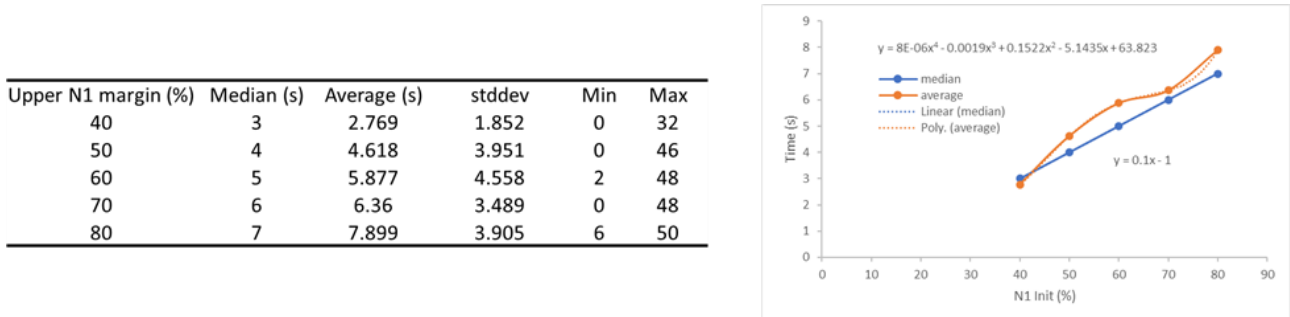 Upper N1 margin (%) Median (s) Average (s) stddev Min Max
40 3 2.769 1.852 0 32
50 4 4.618 3.951 0 46
60 5 5.877 4.558 2 48
70 6 6.36 3.489 0 48
80 7 7.899 3.905 6 50
y = 8E-06x⁴ - 0.0019x³ + 0.1522x² - 5.1435x + 63.823
median
average
Linear (median)
Poly. (average)
y = 0.1x - 1
Time (s)
9
8
7
6
5
4
3
2
1
0
0 10 20 30 40 50 60 70 80 90
N1 Init (%)